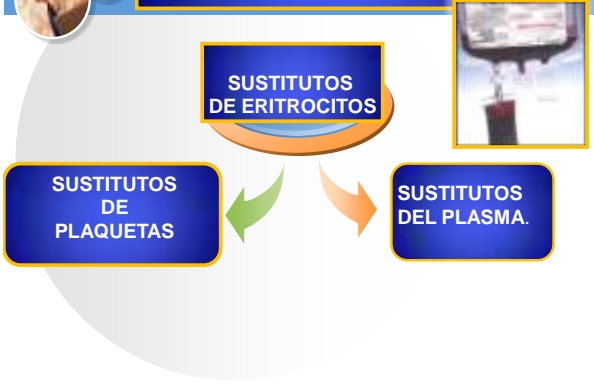 SUSTITUTOS
DE ERITROCITOS
SUSTITUTOS
DE
PLAQUETAS
SUSTITUTOS
DEL PLASMA.